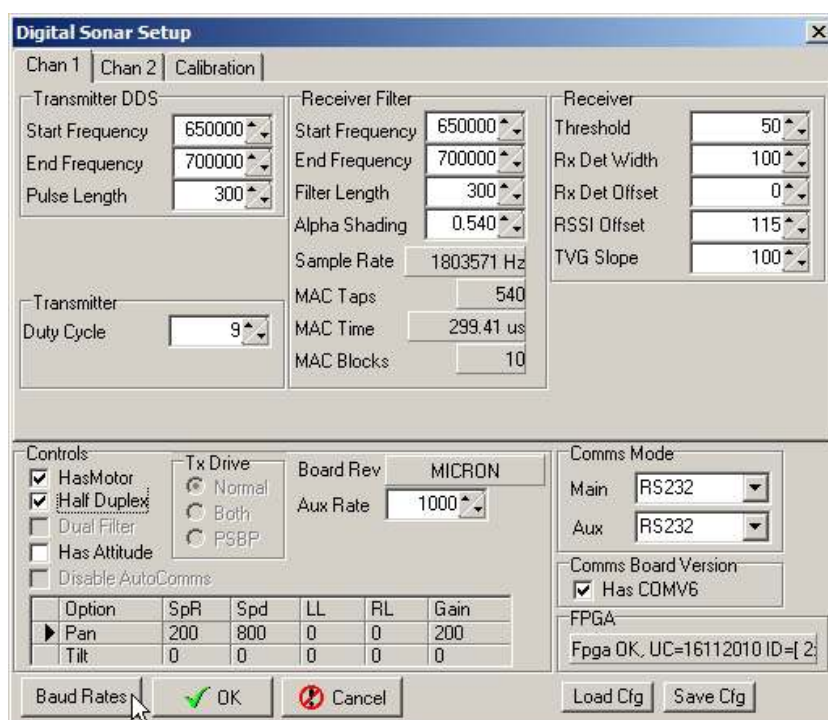 Digital Sonar Setup
Chan 1 Chan 2 Calibration
Transmitter DDS
Start Frequency 650000
End Frequency 700000
Pulse Length 300
Transmitter
Duty Cycle 9
Receiver Filter
Start Frequency 650000
End Frequency 700000
Filter Length 300
Alpha Shading 0.540
Sample Rate 1803571 Hz
MAC Taps 540
MAC Time 299.41 us
MAC Blocks 10
Receiver
Threshold 50
Rx Det Width 100
Rx Det Offset 0
RSSI Offset 115
TVG Slope 100
Controls
HasMotor
Half Duplex
Dual Filter
Has Attitude
Disable AutoComms
Tx Drive
Normal
Both
PSBP
Board Rev MICRON
Aux Rate 1000
Option SpR Spd LL RL Gain
Pan 200 800 0 0 200
Tilt 0 0 0 0 0
Comms Mode
Main RS232
Aux RS232
Comms Board Version
Has COMV6
FPGA
Fpga OK, UC=16112010 ID=[ 2:
Baud Rates OK Cancel Load Cfg Save Cfg